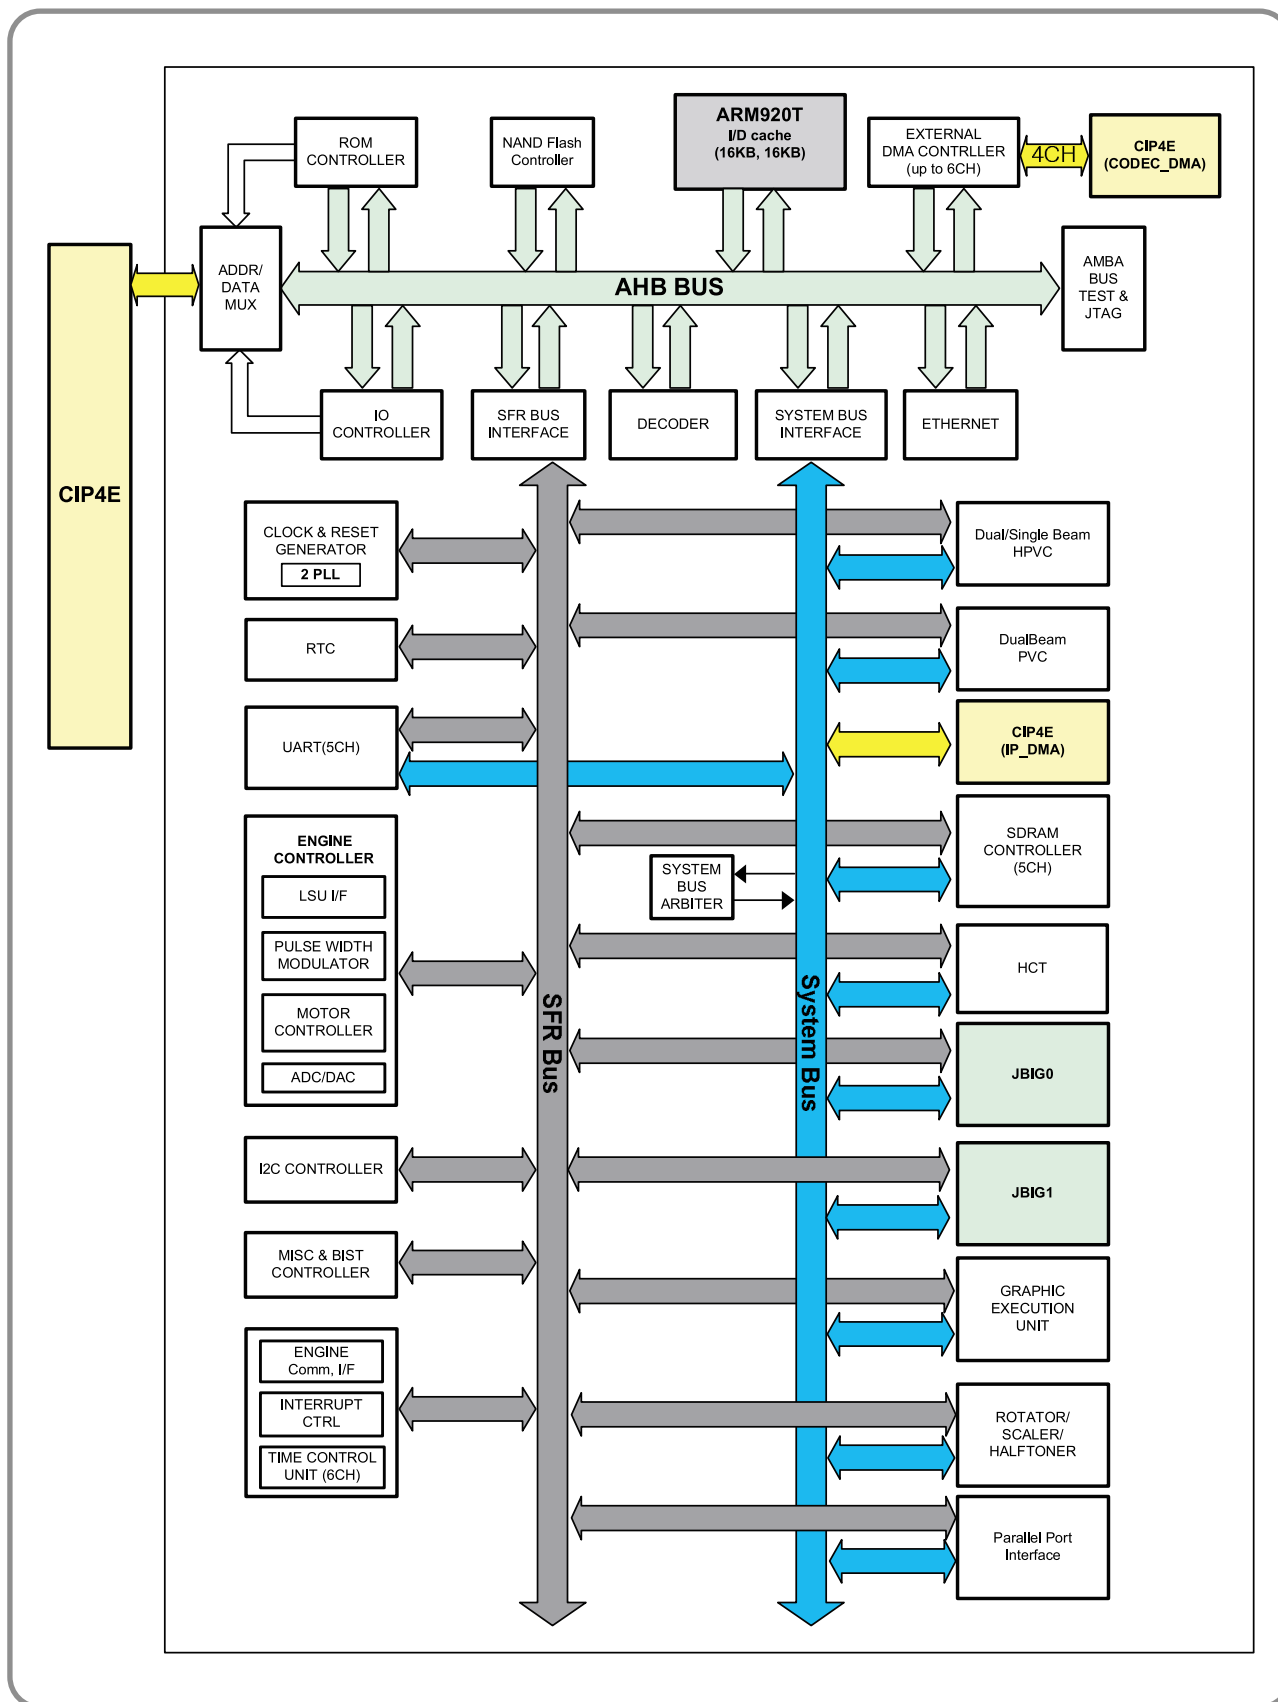 ROM
CONTROLLER
NAND Flash
Controller
ARM920T
I/D cache
(16KB, 16KB)
EXTERNAL
DMA CONTRLLER
(up to 6CH)
4CH
CIP4E
(CODEC_DMA)
ADDR/
DATA
MUX
AHB BUS
AMBA
BUS
TEST &
JTAG
IO
CONTROLLER
SFR BUS
INTERFACE
DECODER
SYSTEM BUS
INTERFACE
ETHERNET
CIP4E
CLOCK & RESET
GENERATOR
2 PLL
RTC
UART(5CH)
ENGINE
CONTROLLER
LSU I/F
PULSE WIDTH
MODULATOR
MOTOR
CONTROLLER
ADC/DAC
I2C CONTROLLER
MISC & BIST
CONTROLLER
ENGINE
Comm, I/F
INTERRUPT
CTRL
TIME CONTROL
UNIT (6CH)
SFR Bus
SYSTEM
BUS
ARBITER
System Bus
Dual/Single Beam
HPVC
DualBeam
PVC
CIP4E
(IP_DMA)
SDRAM
CONTROLLER
(5CH)
HCT
JBIG0
JBIG1
GRAPHIC
EXECUTION
UNIT
ROTATOR/
SCALER/
HALFTONER
Parallel Port
Interface